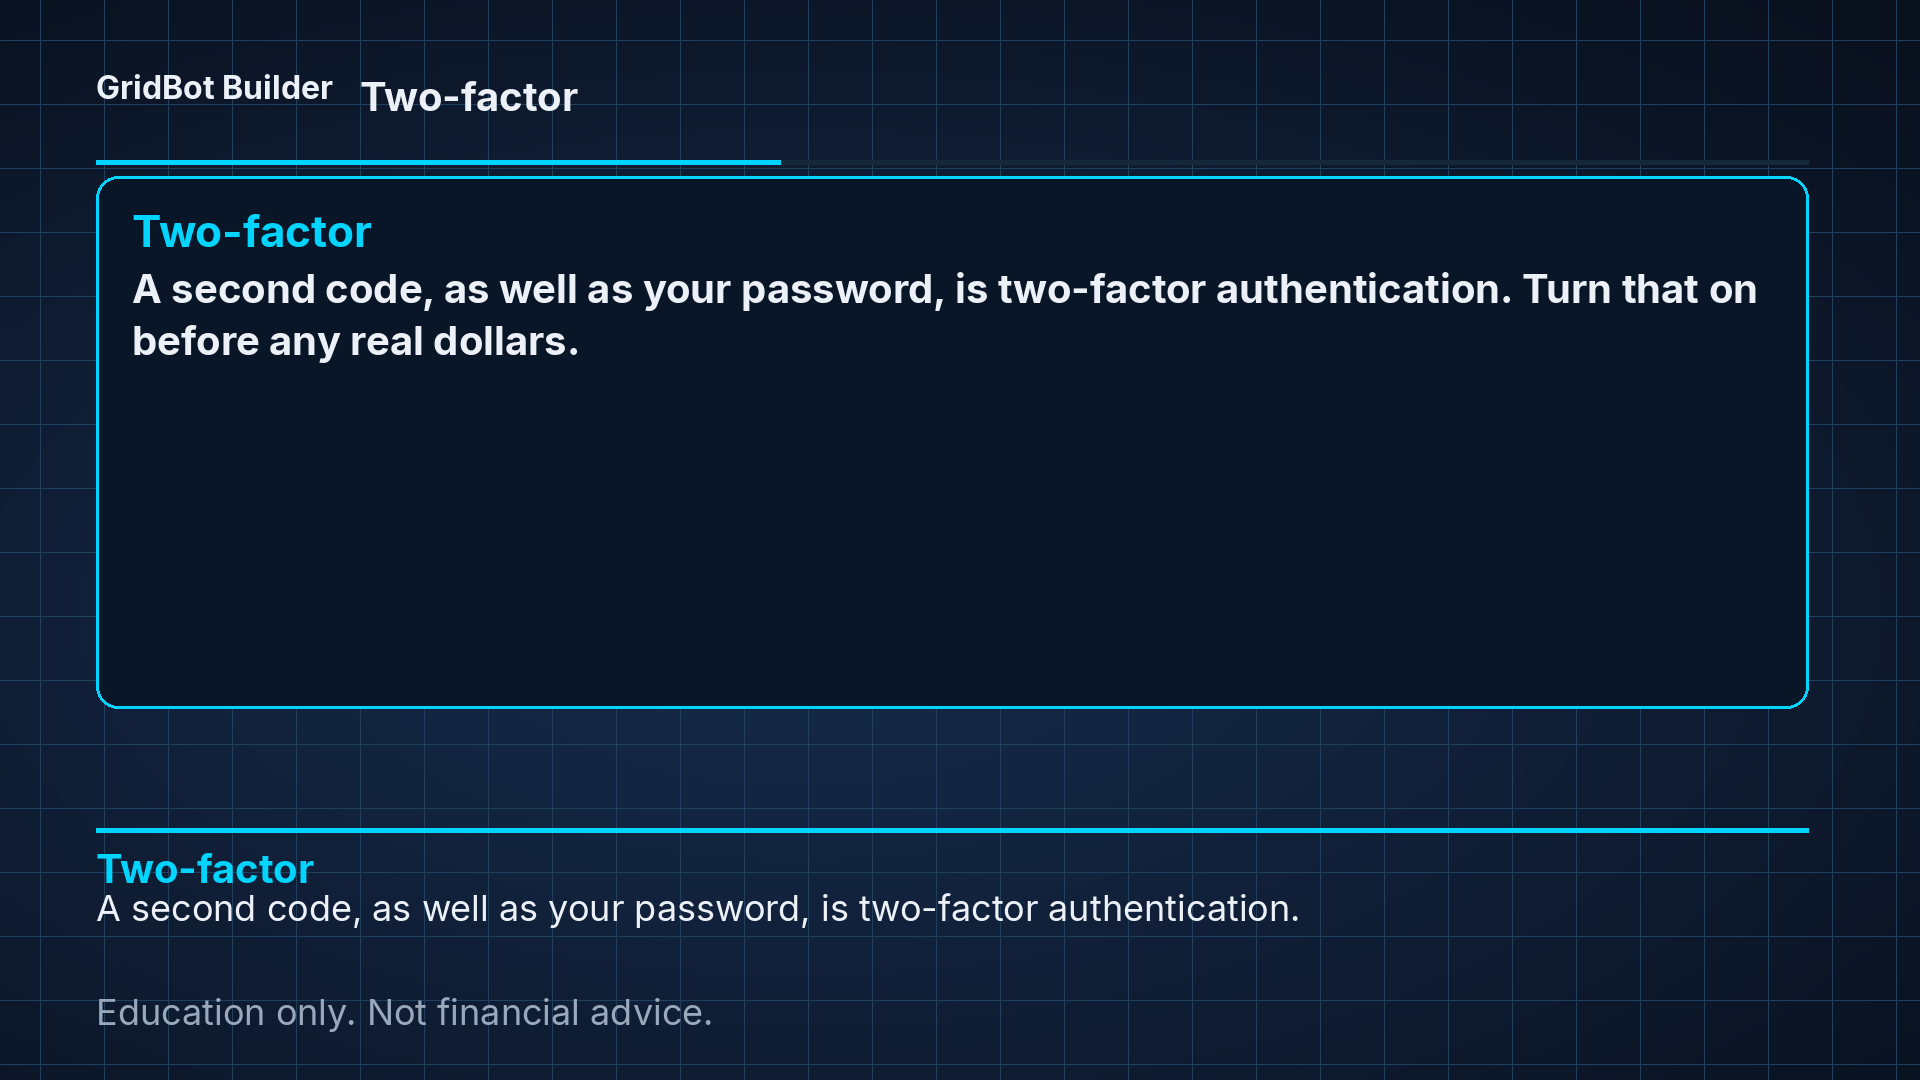 GridBot Builder Two-factor
Two-factor
A second code, as well as your password, is two-factor authentication. Turn that on
before any real dollars.
Two-factor
A second code, as well as your password, is two-factor authentication.
Education only. Not financial advice.